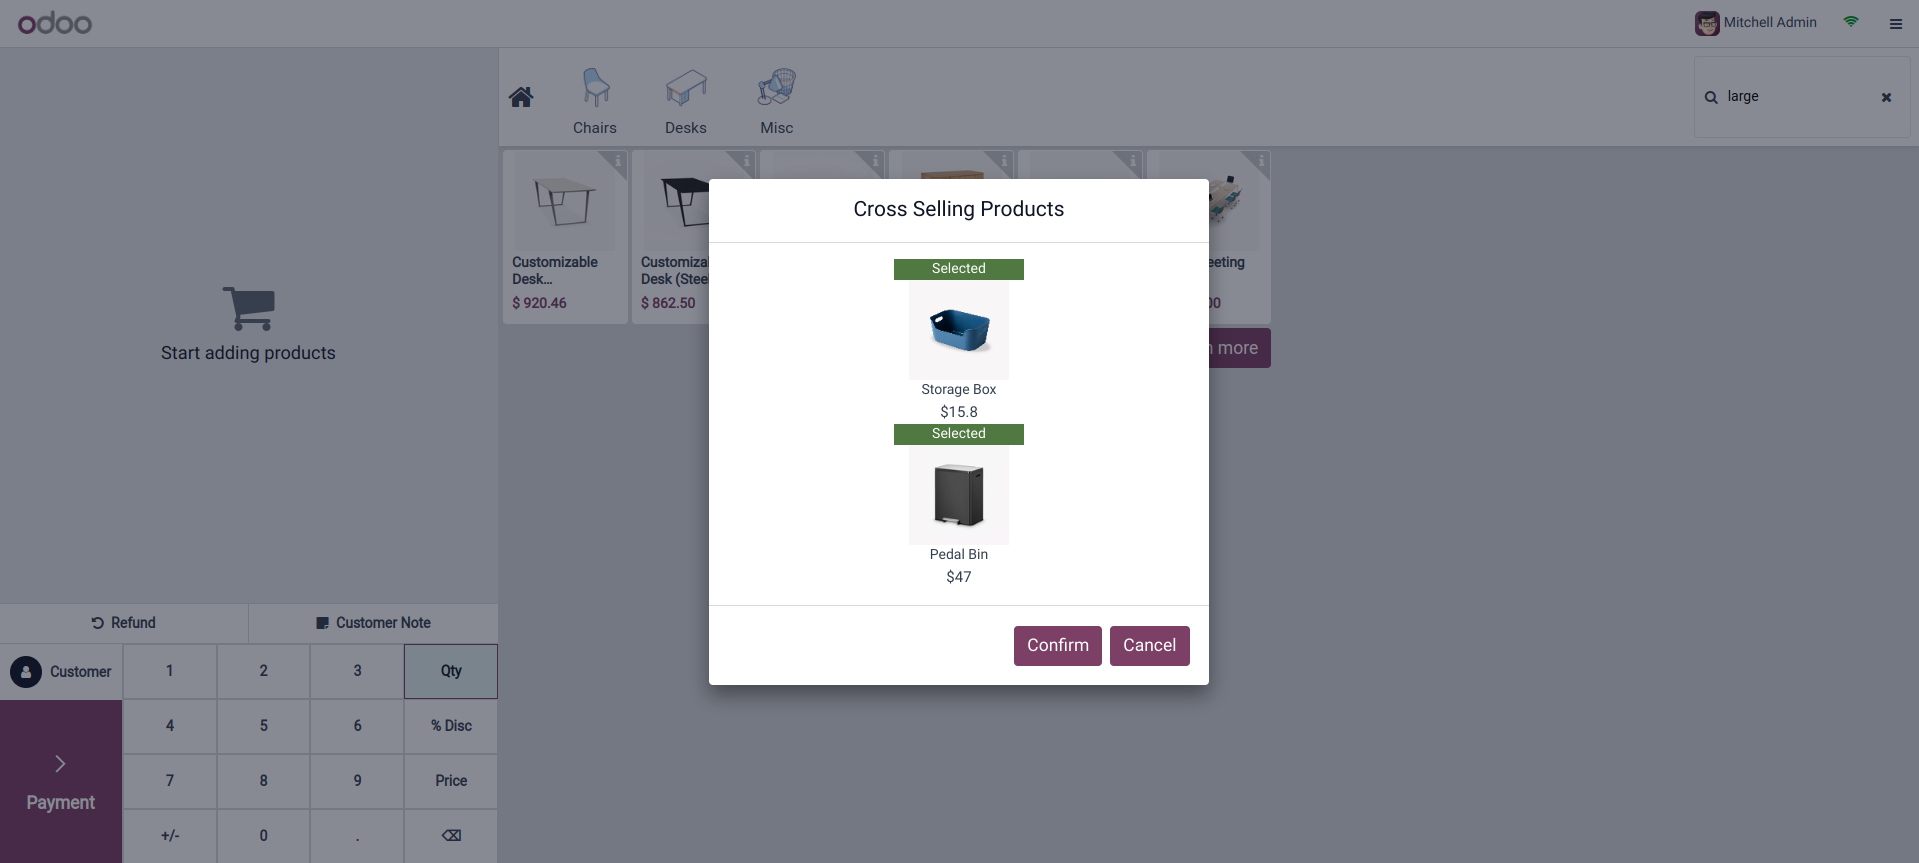 odoo
Mitchell Admin
Chairs
Desks
Misc
large
Customizable
Desk...
$ 920.46
Desk (Stee
$ 862.50
eeting
00
more
Start adding products
Cross Selling Products
Selected
Storage Box
$15.8
Selected
Pedal Bin
$47
Confirm
Cancel
Refund
Customer Note
Customer
1
2
3
Qty
4
5
6
% Disc
7
8
9
Price
Payment
+/-
0
.